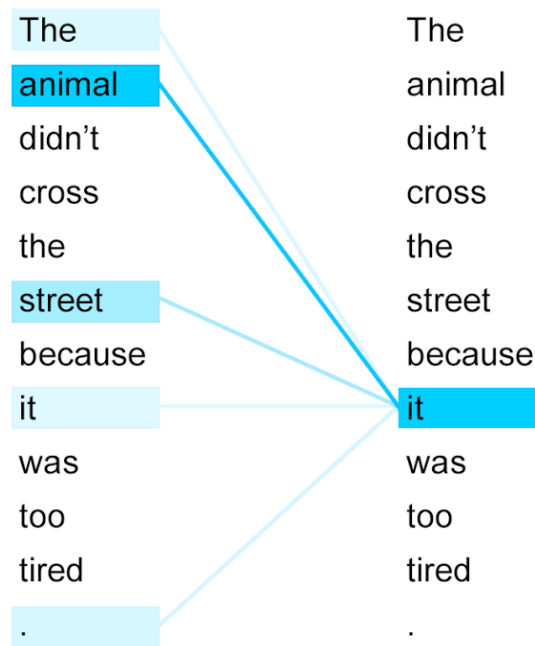 The
animal
didn’t
cross
the
street
because
it
was
too
tired
.
The
animal
didn’t
cross
the
street
because
it
was
too
tired
.